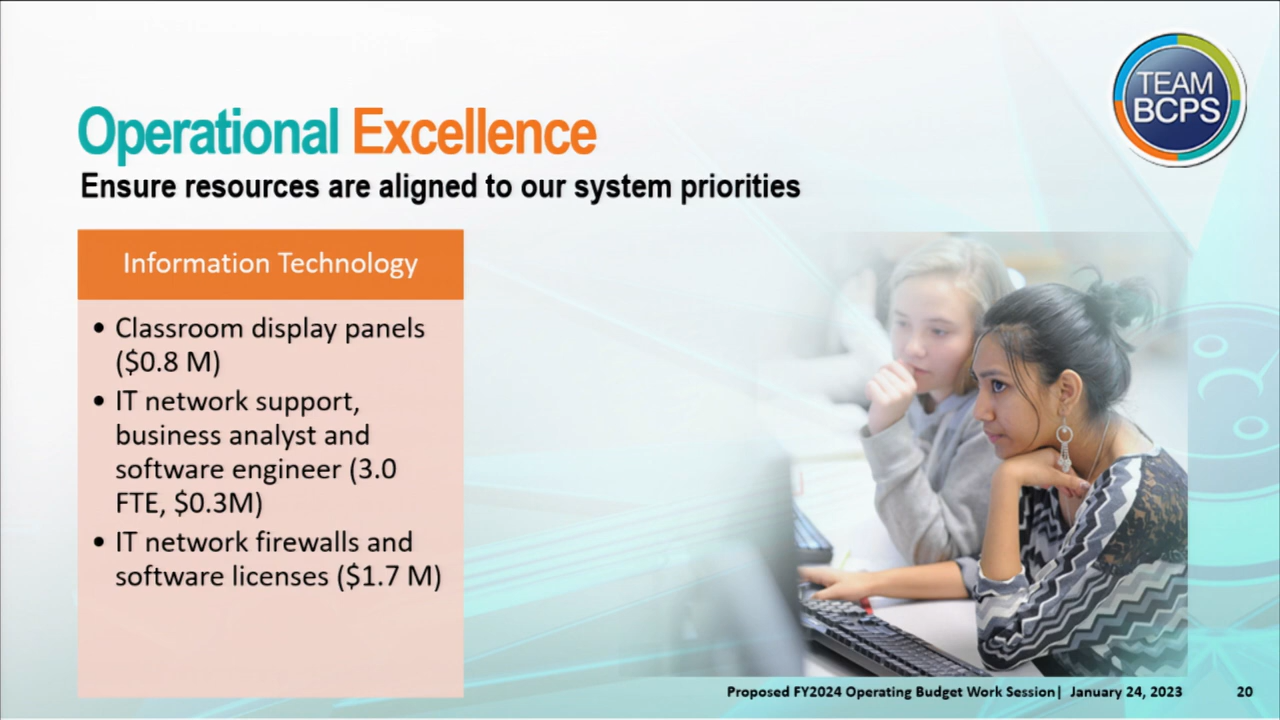 TEAM
BCPS
Operational Excellence
Ensure resources are aligned to our system priorities
Information Technology
• Classroom display panels
($0.8 M)
• IT network support,
business analyst and
software engineer (3.0
FTE, $0.3M)
• IT network firewalls and
software licenses ($1.7 M)
Proposed FY2024 Operating Budget Work Session| January 24, 2023 20